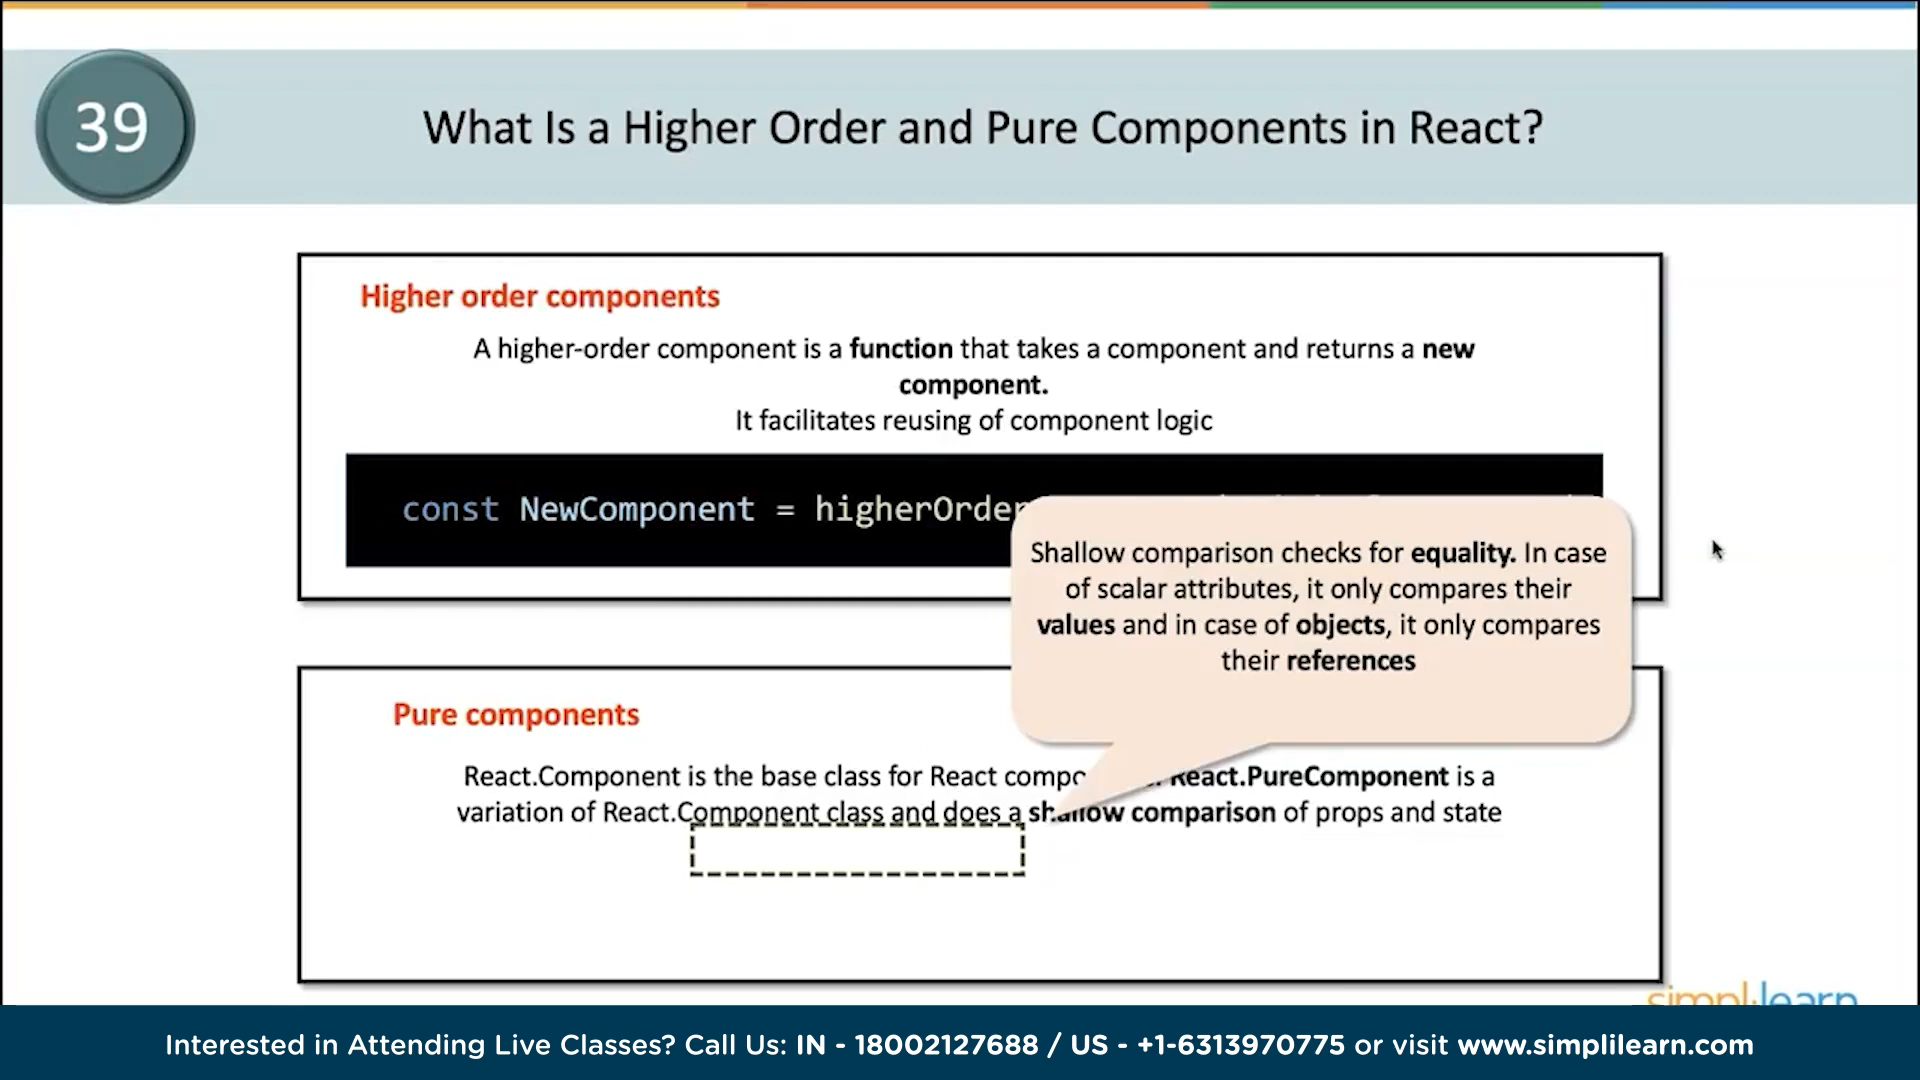 39
What Is a Higher Order and Pure Components in React?
Higher order components
A higher-order component is a function that takes a component and returns a new
component.
It facilitates reusing of component logic
const NewComponent = higherOrder
Shallow comparison checks for equality. In case
of scalar attributes, it only compares their
values and in case of objects, it only compares
their references
Pure components
React.Component is the base class for React React.PureComponent is a
variation of React.Component class and does a shallow comparison of props and state
simplilearn
Interested in Attending Live Classes? Call Us: IN - 18002127688 / US - +1-6313970775 or visit www.simplilearn.com